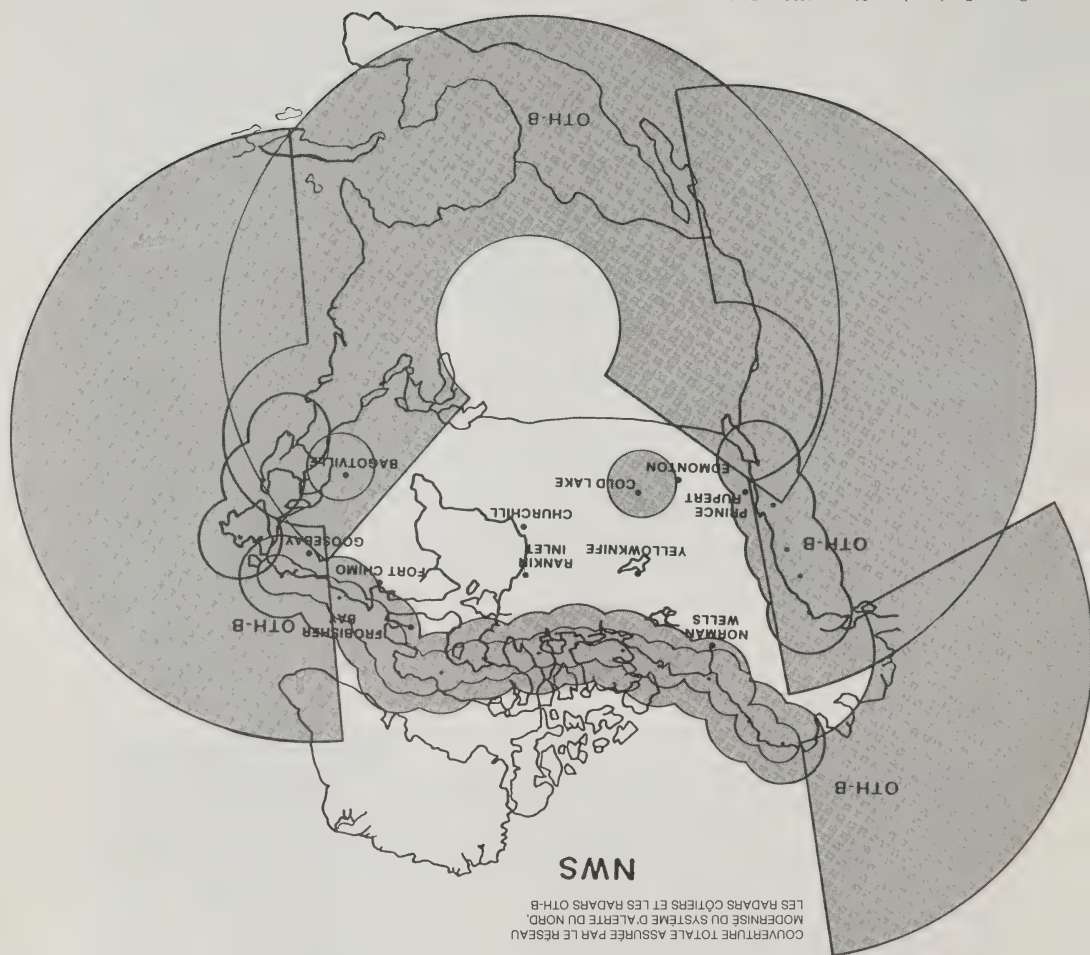 COUVERTURE TOTALE ASSURÉE PAR LE RÉSEAU
MODERNISÉ DU SYSTÈME D'ALERTE DU NORD,
LES RADARS CÔTIERS ET LES RADARS OTH-B
NWS
OTH-B
NORMAN
WELLS
FROBISHER
BAY
OTH-B
FORT CHIMO
YELLOWKNIFE
RANKIN
INLET
GOOSEBAY
OTH-B
CHURCHILL
PRINCE
RUPERT
COLD LAKE
EDMONTON
BAGOTVILLE
OTH-B